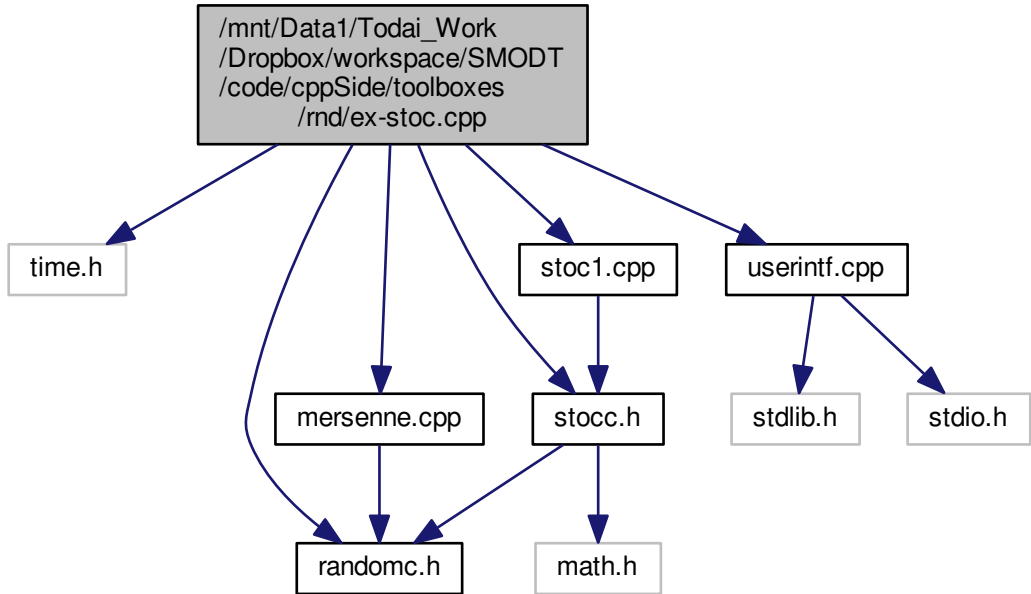 /mnt/Data1/Todai_Work
/Dropbox/workspace/SMODT
/code/cppSide/toolboxes
/rnd/ex-stoc.cpp
time.h
stoc1.cpp
userintf.cpp
mersenne.cpp
stocc.h
stdlib.h
stdio.h
randomc.h
math.h